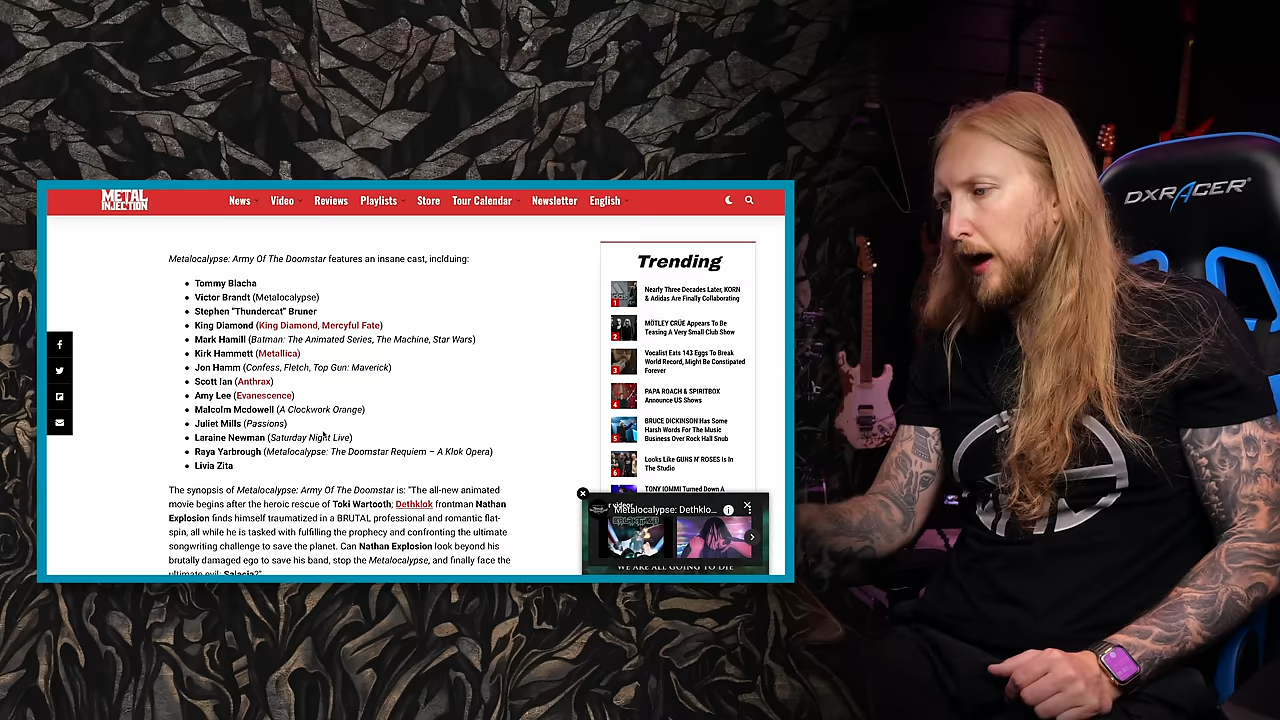 METAL
INJECTION
News
Video
Reviews
Playlists
Store
Tour Calendar
Newsletter
English
Metalocalypse: Army Of The Doomstar features an insane cast, inclduing:
Tommy Blacha
Victor Brandt (Metalocalypse)
Stephen "Thundercat" Bruner
King Diamond (King Diamond, Mercyful Fate)
Mark Hamill (Batman: The Animated Series, The Machine, Star Wars)
Kirk Hammett (Metallica)
Jon Hamm (Confess, Fletch, Top Gun: Maverick)
Scott Ian (Anthrax)
Amy Lee (Evanescence)
Malcolm Mcdowell (A Clockwork Orange)
Juliet Mills (Passions)
Laraine Newman (Saturday Night Live)
Raya Yarbrough (Metalocalypse: The Doomstar Requiem – A Klok Opera)
Livia Zita
The synopsis of Metalocalypse: Army Of The Doomstar is: "The all-new animated
movie begins after the heroic rescue of Toki Wartooth; Dethklok frontman Nathan
Explosion finds himself traumatized in a BRUTAL professional and romantic flat-
spin, all while he is tasked with fulfilling the prophecy and confronting the ultimate
songwriting challenge to save the planet. Can Nathan Explosion look beyond his
brutally damaged ego to save his band, stop the Metalocalypse, and finally face the
ultimate evil: Salacia?"
Trending
1
Nearly Three Decades Later, KORN
& Adidas Are Finally Collaborating
2
MÖTLEY CRÜE Appears To Be
Teasing A Very Small Club Show
3
Vocalist Eats 143 Eggs To Break
World Record, Might Be Constipated
Forever
4
PAPA ROACH & SPIRITBOX
Announce US Shows
5
BRUCE DICKINSON Has Some
Harsh Words For The Music
Business Over Rock Hall Snub
6
Looks Like GUNS N' ROSES Is In
The Studio
TONY IOMMI Turned Down A
Metalocalypse: Dethklo...
WE ARE ALL GOING TO DIE
DXRACER